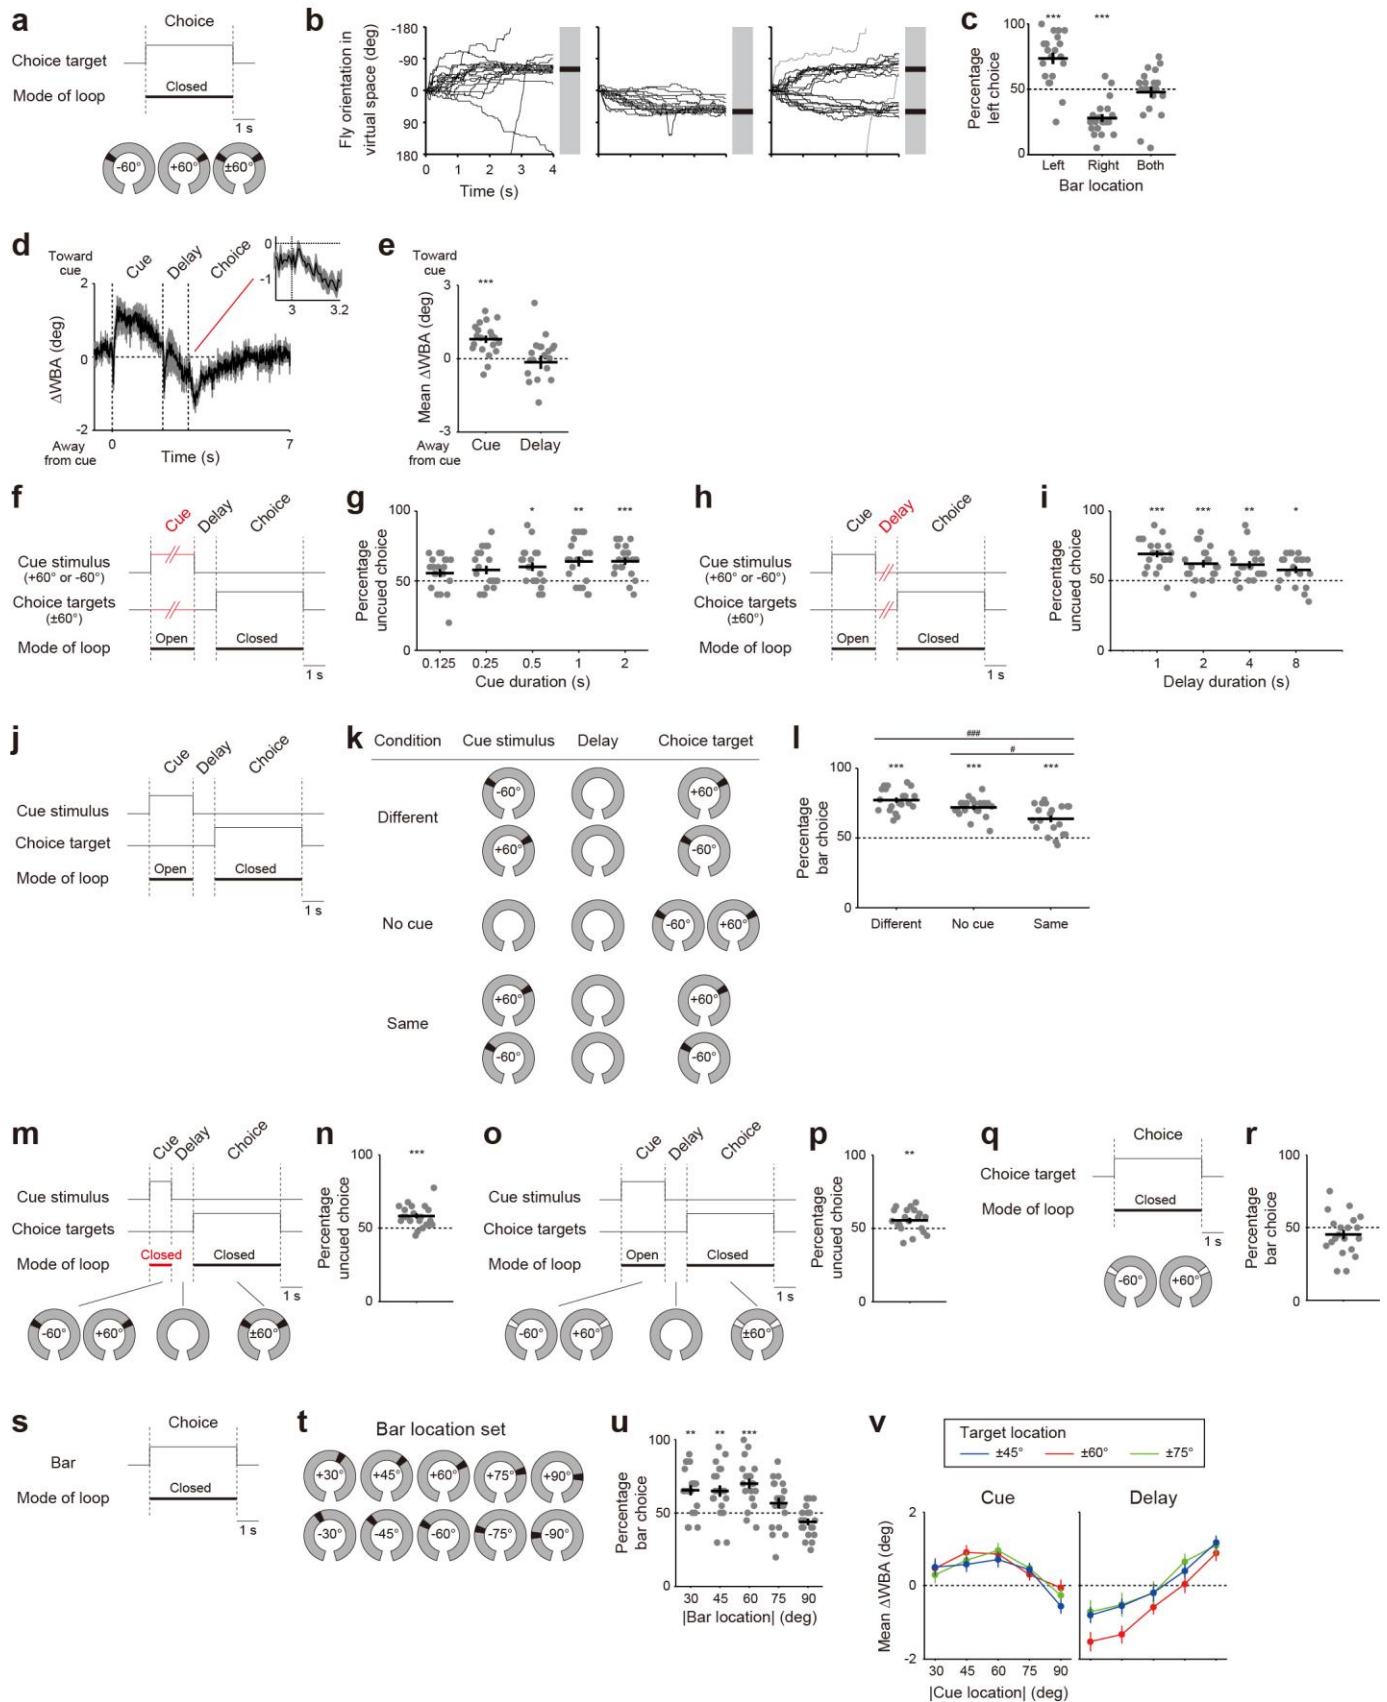 a
Choice
Choice target
Mode of loop
Closed
1 s
-60°
+60°
±60°
b
Fly orientation in
virtual space (deg)
-180
-90
0
90
180
0 1 2 3 4
Time (s)
c
Percentage
left choice
100
50
0
*** ***
Left Right Both
Bar location
d
Toward
cue
Cue
Delay
Choice
ΔWBA (deg)
2
0
-2
Away
from cue
0 7
Time (s)
0
-1
3 3.2
e
Toward
cue
Mean ΔWBA (deg)
3
0
-3
***
Away
from cue
Cue Delay
f
Cue
Delay
Choice
Cue stimulus
(+60° or -60°)
Choice targets
(±60°)
Mode of loop
Open
Closed
1 s
g
Percentage
uncued choice
100
50
0
* ** ***
0.125 0.25 0.5 1 2
Cue duration (s)
h
Cue
Delay
Choice
Cue stimulus
(+60° or -60°)
Choice targets
(±60°)
Mode of loop
Open
Closed
1 s
i
Percentage
uncued choice
100
50
0
*** *** ** *
1 2 4 8
Delay duration (s)
j
Cue
Delay
Choice
Cue stimulus
Choice target
Mode of loop
Open
Closed
1 s
k
Condition Cue stimulus Delay Choice target
Different
-60° +60°
+60° -60°
No cue
-60° +60°
Same
+60° +60°
-60° -60°
l
Percentage
bar choice
100
50
0
###
#
*** *** ***
Different No cue Same
m
Cue
Delay
Choice
Cue stimulus
Choice targets
Mode of loop
Closed
Closed
1 s
-60° +60° ±60°
n
Percentage
uncued choice
100
50
0
***
o
Cue
Delay
Choice
Cue stimulus
Choice targets
Mode of loop
Open
Closed
1 s
-60° +60° ±60°
p
Percentage
uncued choice
100
50
0
**
q
Choice
Choice target
Mode of loop
Closed
1 s
-60° +60°
r
Percentage
bar choice
100
50
0
s
Choice
Bar
Mode of loop
Closed
1 s
t
Bar location set
+30° +45° +60° +75° +90°
-30° -45° -60° -75° -90°
u
Percentage
bar choice
100
50
0
** ** ***
30 45 60 75 90
|Bar location| (deg)
v
Target location
±45° ±60° ±75°
Cue Delay
Mean ΔWBA (deg)
2
0
-2
30 45 60 75 90
|Cue location| (deg)